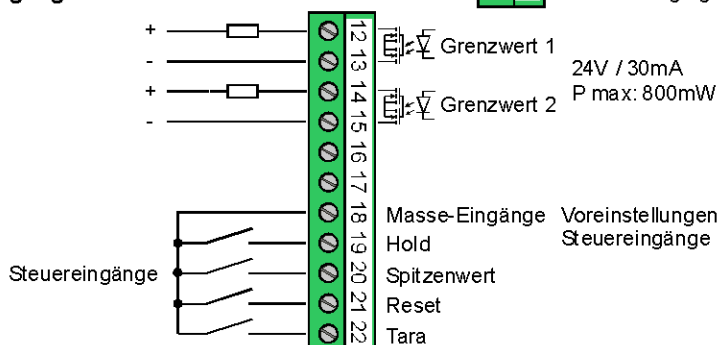 +
-
+
-
12
13
14
15
16
17
18
19
20
21
22
Grenzwert 1
Grenzwert 2
24V / 30mA
P max: 800mW
Masse-Eingänge
Hold
Spitzenwert
Reset
Tara
Voreinstellungen
Steuereingänge
Steuereingänge